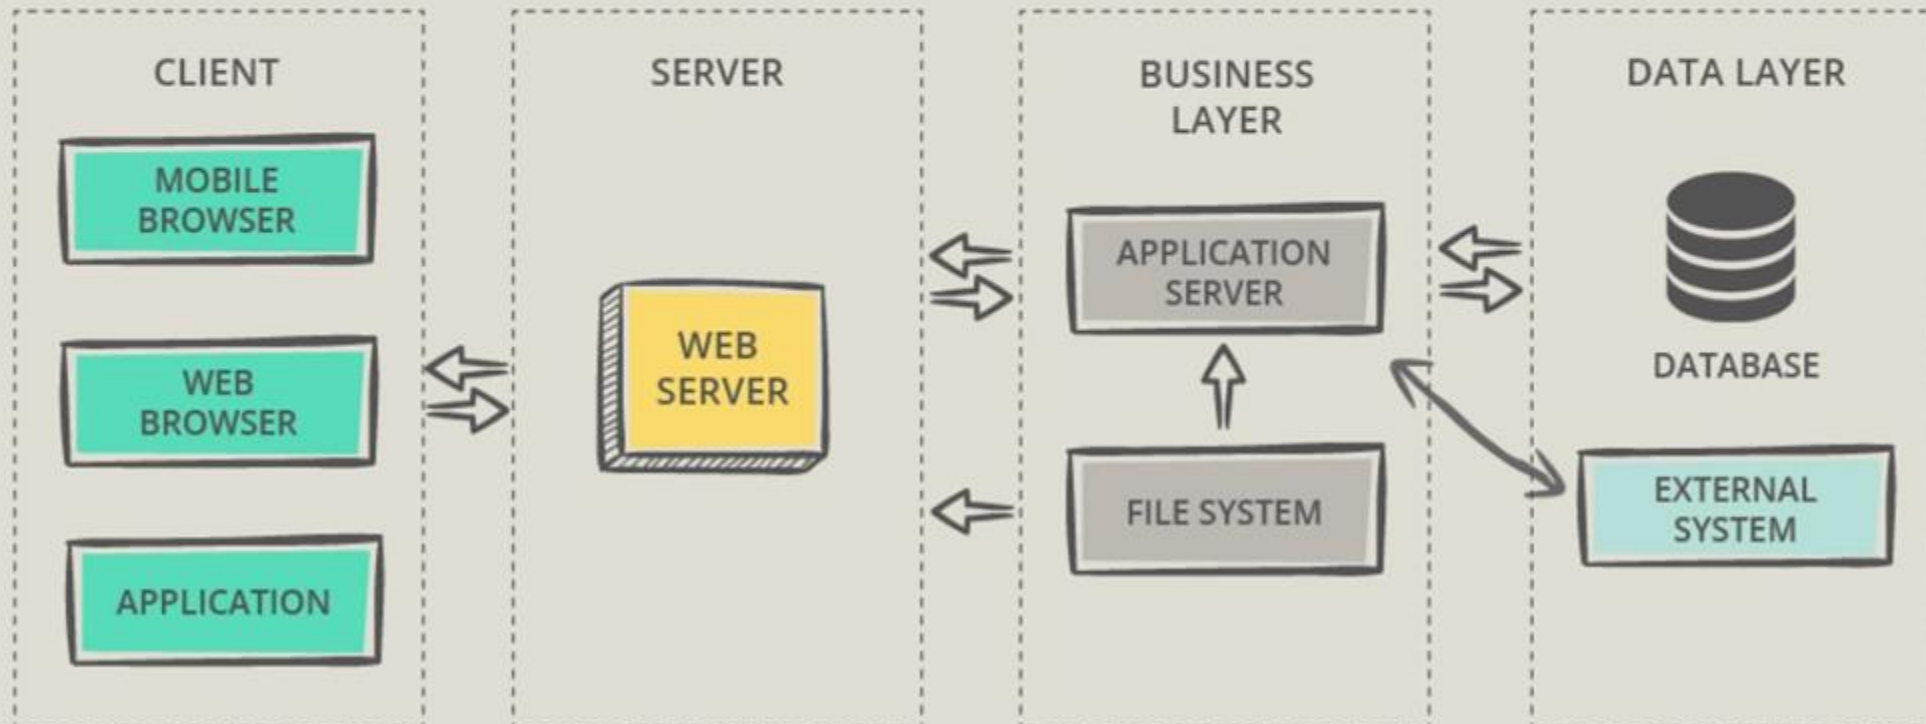 CLIENT
MOBILE
BROWSER
WEB
BROWSER
APPLICATION
SERVER
WEB
SERVER
BUSINESS
LAYER
APPLICATION
SERVER
FILE SYSTEM
DATA LAYER
DATABASE
EXTERNAL
SYSTEM